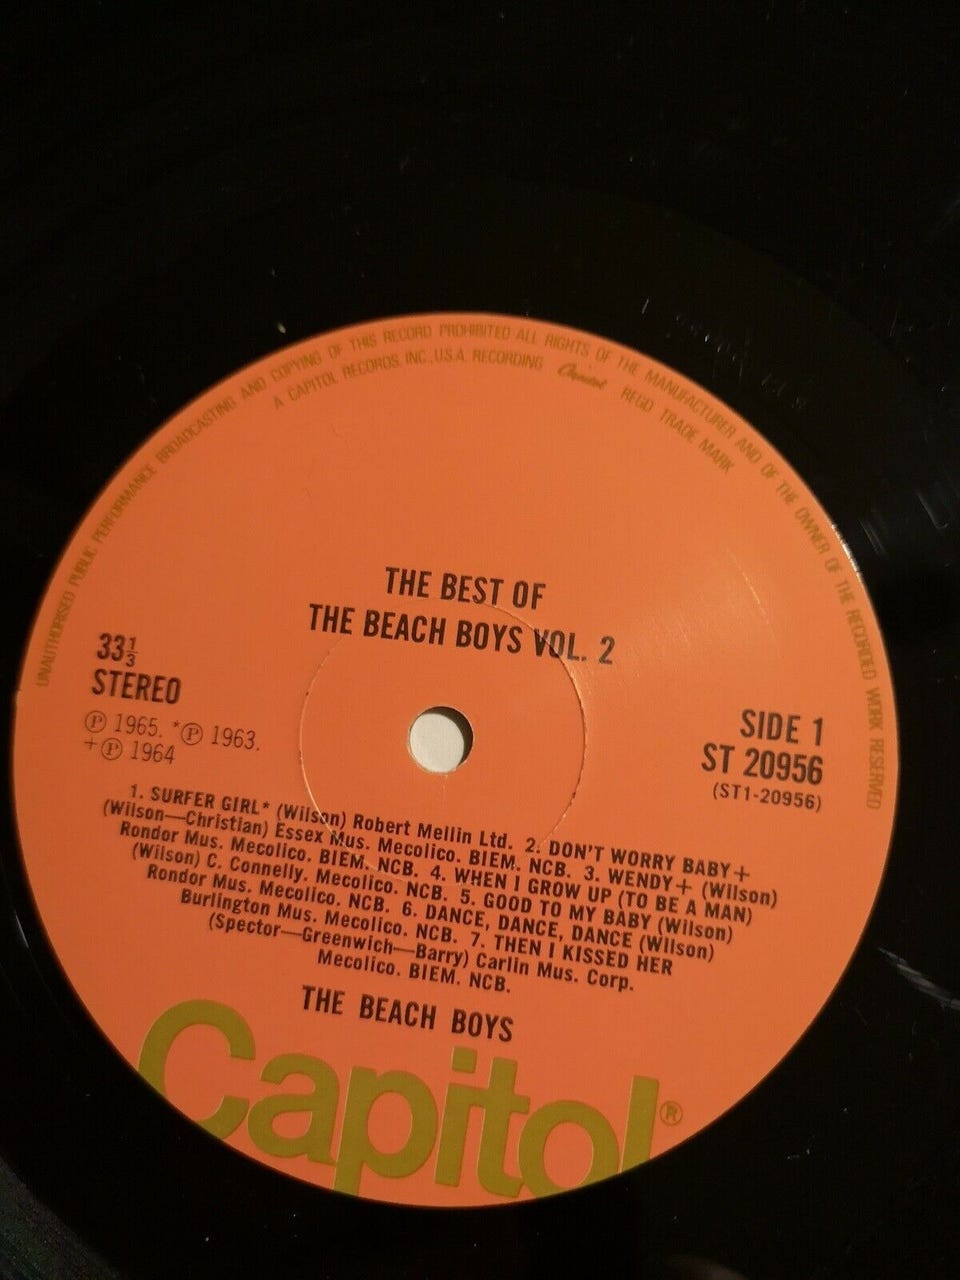 UNAUTHORISED PUBLIC PERFORMANCE BROADCASTING AND COPYING OF THIS RECORD PROHIBITED ALL RIGHTS OF THE MANUFACTURER AND OF THE OWNER OF THE RECORDED WORK RESERVED
A CAPITOL RECORDS, INC., U.S.A. RECORDING Capitol REGD TRADE MARK
THE BEST OF
THE BEACH BOYS VOL. 2
33⅓
STEREO
Ⓟ 1965. *Ⓟ 1963.
+Ⓟ 1964
SIDE 1
ST 20956
(ST1-20956)
1. SURFER GIRL* (Wilson) Robert Mellin Ltd. 2. DON'T WORRY BABY+
(Wilson—Christian) Essex Mus. Mecolico. BIEM. NCB. 3. WENDY+ (Wilson)
Rondor Mus. Mecolico. BIEM. NCB. 4. WHEN I GROW UP (TO BE A MAN)
(Wilson) C. Connelly. Mecolico. NCB. 5. GOOD TO MY BABY (Wilson)
Rondor Mus. Mecolico. NCB. 6. DANCE, DANCE, DANCE (Wilson)
Burlington Mus. Mecolico. NCB. 7. THEN I KISSED HER
(Spector—Greenwich—Barry) Carlin Mus. Corp.
Mecolico. BIEM. NCB.
THE BEACH BOYS
Capitol®